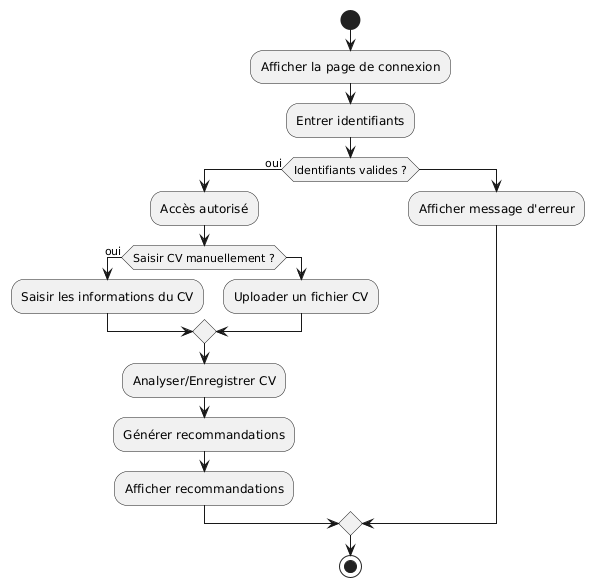 Afficher la page de connexion
Entrer identifiants
oui
Identifiants valides ?
Accès autorisé
Afficher message d'erreur
oui
Saisir CV manuellement ?
Saisir les informations du CV
Uploader un fichier CV
Analyser/Enregistrer CV
Générer recommandations
Afficher recommandations